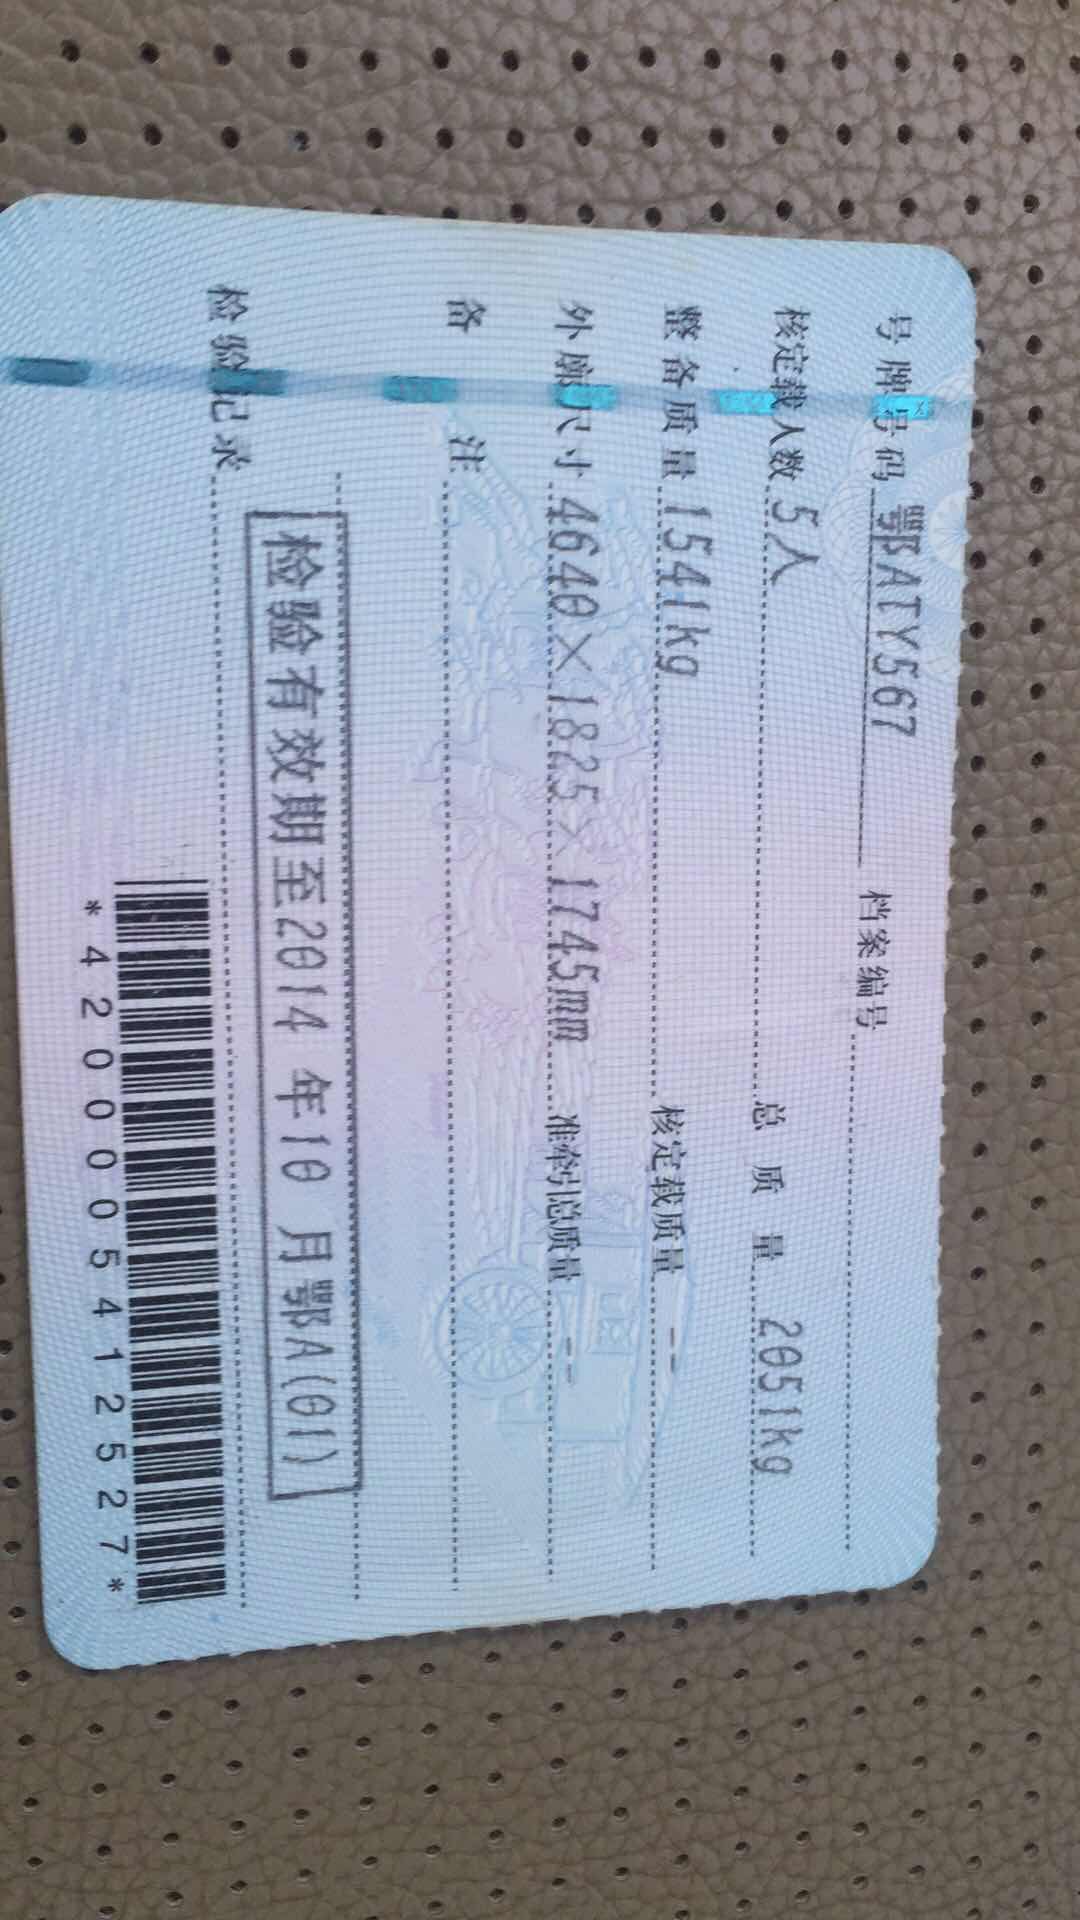 号牌号码 鄂ATY567 档案编号
核定载人数 5人 总质量 2051kg
整备质量 1541kg 核定载质量 --
外廓尺寸 4640×1825×1745mm 准牵引总质量 --
备注
检验有效期至2014年10月鄂A(01)
检验记录
*420005412527*